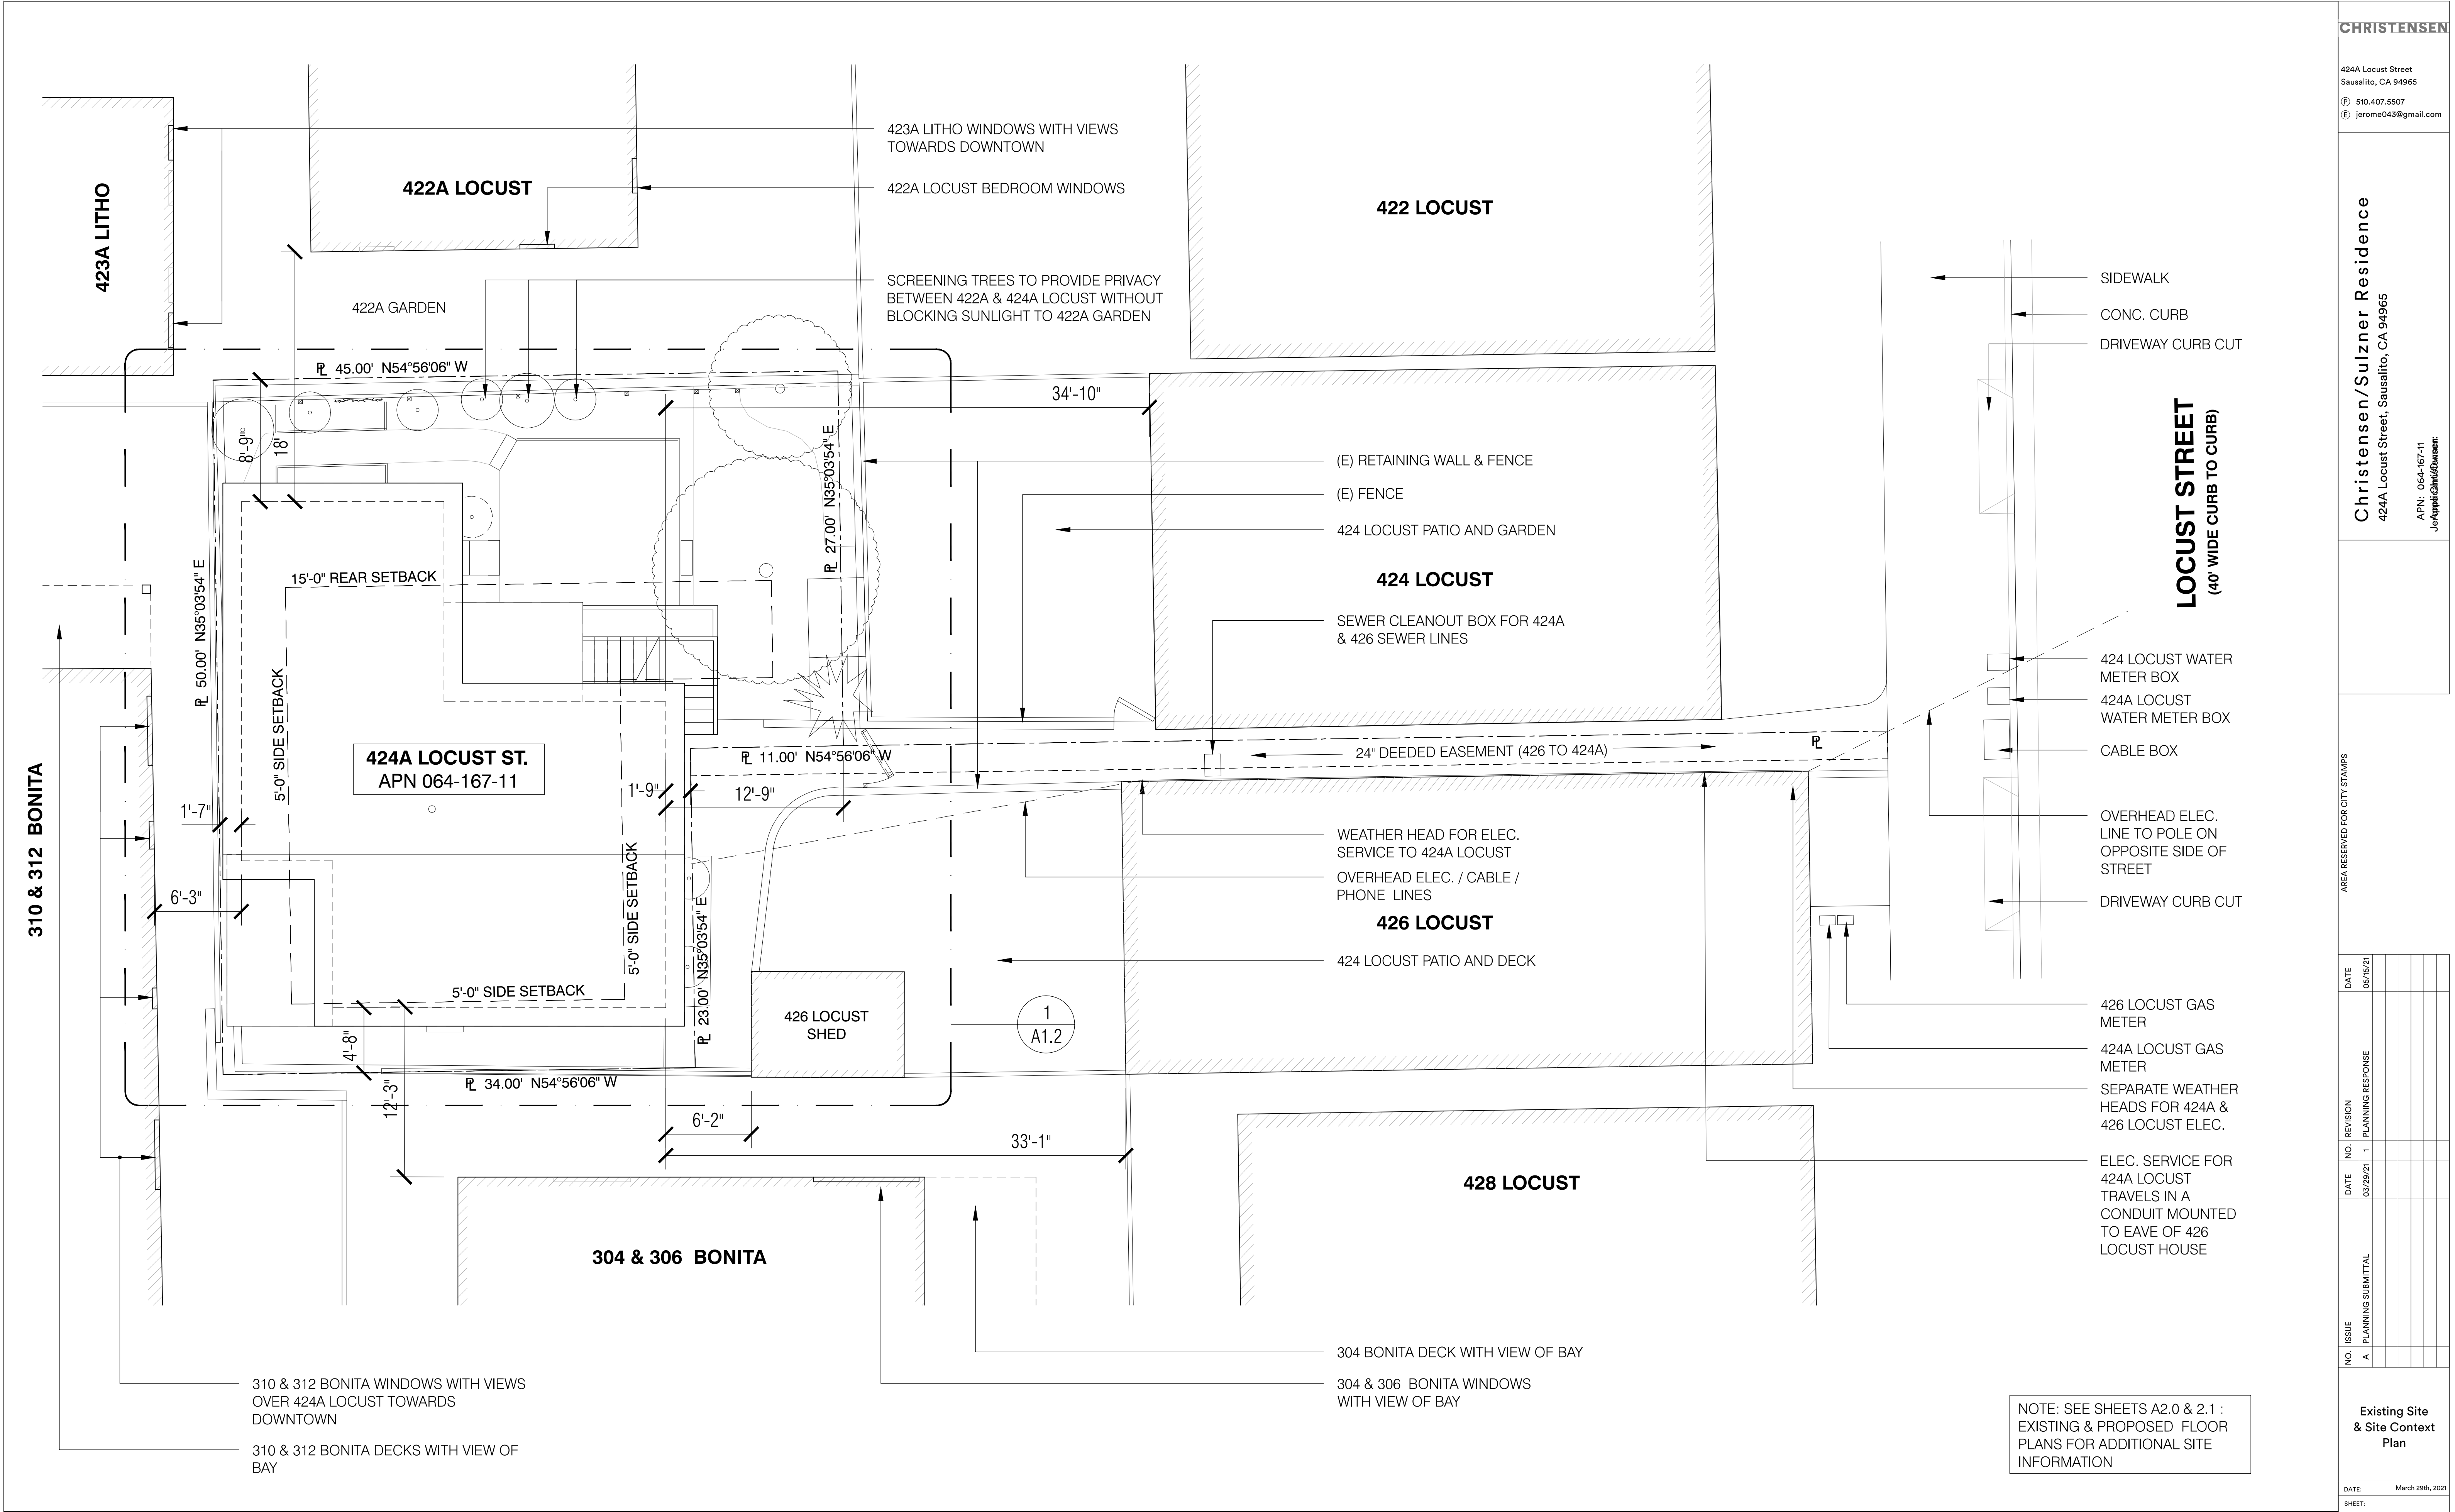 423A LITHO
422A LOCUST
423A LITHO WINDOWS WITH VIEWS
TOWARDS DOWNTOWN
422A LOCUST BEDROOM WINDOWS
422 LOCUST
422A GARDEN
SCREENING TREES TO PROVIDE PRIVACY
BETWEEN 422A & 424A LOCUST WITHOUT
BLOCKING SUNLIGHT TO 422A GARDEN
SIDEWALK
CONC. CURB
DRIVEWAY CURB CUT
LOCUST STREET
(40' WIDE CURB TO CURB)
PL 45.00' N54°56'06" W
34'-10"
8'-9"
18'
PL 27.00' N35°03'54" E
(E) RETAINING WALL & FENCE
(E) FENCE
424 LOCUST PATIO AND GARDEN
424 LOCUST
SEWER CLEANOUT BOX FOR 424A
& 426 SEWER LINES
15'-0" REAR SETBACK
PL 50.00' N35°03'54" E
5'-0" SIDE SETBACK
424A LOCUST ST.
APN 064-167-11
1'-9"
12'-9"
PL 11.00' N54°56'06" W
24" DEEDED EASEMENT (426 TO 424A)
PL
424 LOCUST WATER
METER BOX
424A LOCUST
WATER METER BOX
CABLE BOX
OVERHEAD ELEC.
LINE TO POLE ON
OPPOSITE SIDE OF
STREET
DRIVEWAY CURB CUT
310 & 312 BONITA
1'-7"
6'-3"
5'-0" SIDE SETBACK
5'-0" SIDE SETBACK
PL 23.00' N35°03'54" E
WEATHER HEAD FOR ELEC.
SERVICE TO 424A LOCUST
OVERHEAD ELEC. / CABLE /
PHONE LINES
426 LOCUST
424 LOCUST PATIO AND DECK
426 LOCUST
SHED
1
A1.2
4'-8"
12'-3"
PL 34.00' N54°56'06" W
6'-2"
33'-1"
426 LOCUST GAS
METER
424A LOCUST GAS
METER
SEPARATE WEATHER
HEADS FOR 424A &
426 LOCUST ELEC.
ELEC. SERVICE FOR
424A LOCUST
TRAVELS IN A
CONDUIT MOUNTED
TO EAVE OF 426
LOCUST HOUSE
428 LOCUST
304 & 306 BONITA
304 BONITA DECK WITH VIEW OF BAY
304 & 306 BONITA WINDOWS
WITH VIEW OF BAY
310 & 312 BONITA WINDOWS WITH VIEWS
OVER 424A LOCUST TOWARDS
DOWNTOWN
310 & 312 BONITA DECKS WITH VIEW OF
BAY
NOTE: SEE SHEETS A2.0 & 2.1 :
EXISTING & PROPOSED FLOOR
PLANS FOR ADDITIONAL SITE
INFORMATION
CHRISTENSEN
424A Locust Street
Sausalito, CA 94965
P 510.407.5507
E jerome043@gmail.com
Christensen/Sulzner Residence
424A Locust Street, Sausalito, CA 94965
APN: 064-167-11
AREA RESERVED FOR CITY STAMPS
NO. ISSUE DATE NO. REVISION DATE
A PLANNING SUBMITTAL 03/29/21 1 PLANNING RESPONSE 05/15/21
Existing Site
& Site Context
Plan
DATE: March 29th, 2021
SHEET: